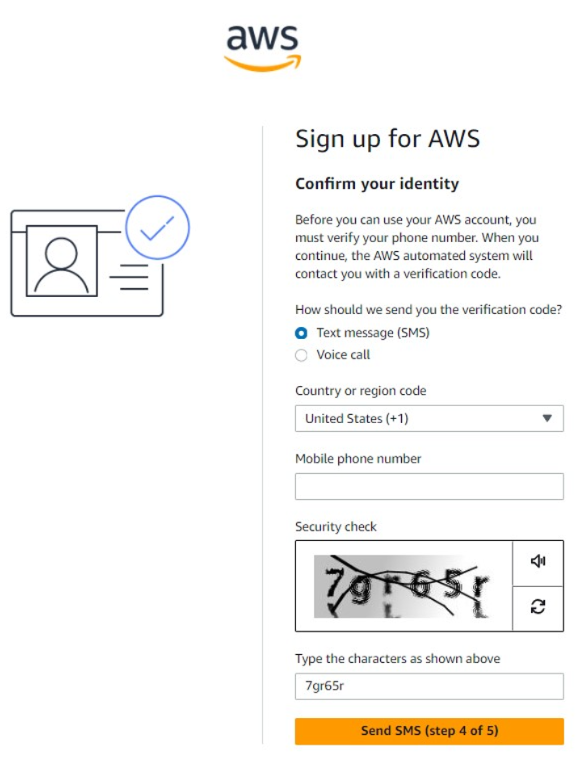 aws
Sign up for AWS
Confirm your identity
Before you can use your AWS account, you
must verify your phone number. When you
continue, the AWS automated system will
contact you with a verification code.
How should we send you the verification code?
Text message (SMS)
Voice call
Country or region code
United States (+1)
Mobile phone number
Security check
7gr65r
Type the characters as shown above
7gr65r
Send SMS (step 4 of 5)